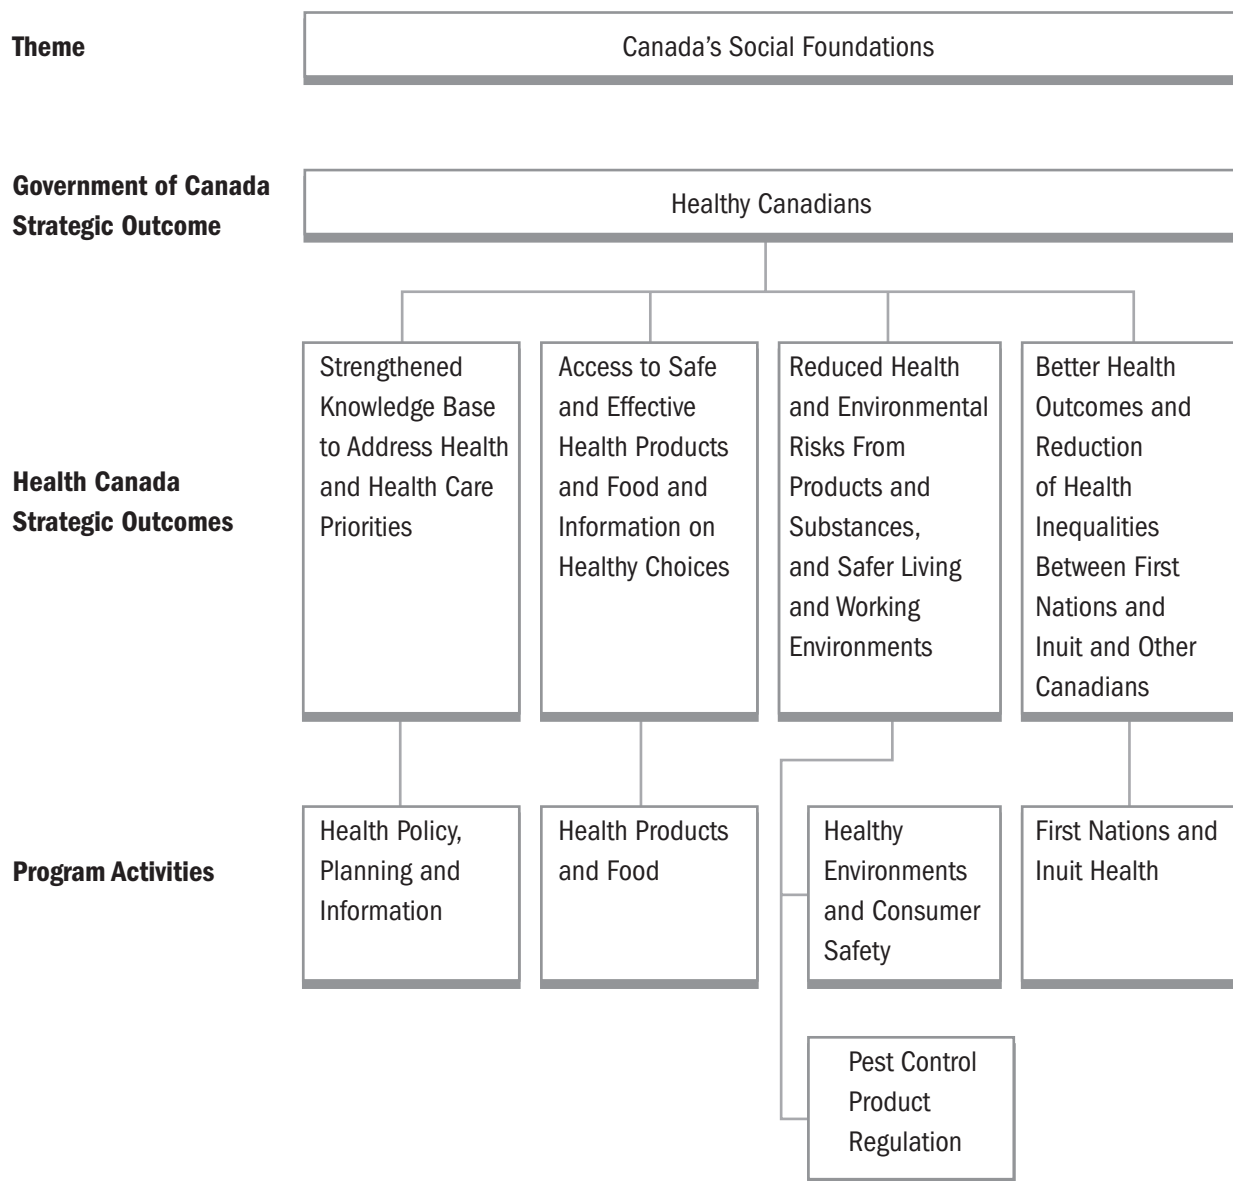 Theme
Canada's Social Foundations
Government of Canada
Strategic Outcome
Healthy Canadians
Health Canada
Strategic Outcomes
Strengthened
Knowledge Base
to Address Health
and Health Care
Priorities
Access to Safe
and Effective
Health Products
and Food and
Information on
Healthy Choices
Reduced Health
and Environmental
Risks From
Products and
Substances,
and Safer Living
and Working
Environments
Better Health
Outcomes and
Reduction
of Health
Inequalities
Between First
Nations and
Inuit and Other
Canadians
Program Activities
Health Policy,
Planning and
Information
Health Products
and Food
Healthy
Environments
and Consumer
Safety
First Nations and
Inuit Health
Pest Control
Product
Regulation